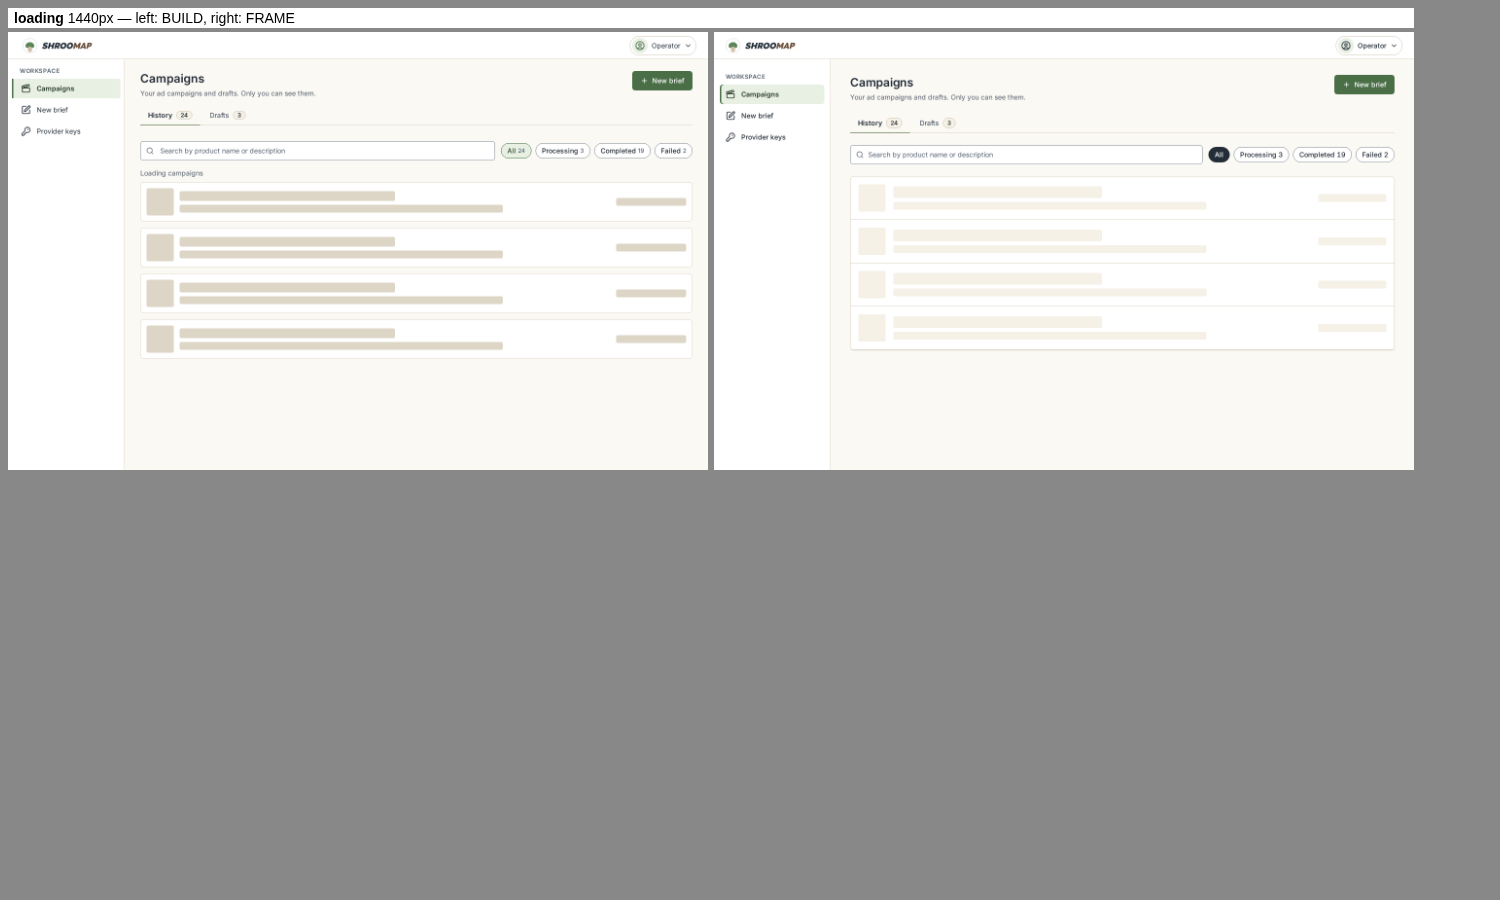 loading 1440px — left: BUILD, right: FRAME
SHROOMAP
Operator
WORKSPACE
Campaigns
New brief
Provider keys
Campaigns
Your ad campaigns and drafts. Only you can see them.
+ New brief
History 24
Drafts 3
Search by product name or description
All 24
Processing 3
Completed 19
Failed 2
Loading campaigns
SHROOMAP
Operator
WORKSPACE
Campaigns
New brief
Provider keys
Campaigns
Your ad campaigns and drafts. Only you can see them.
+ New brief
History 24
Drafts 3
Search by product name or description
All
Processing 3
Completed 19
Failed 2